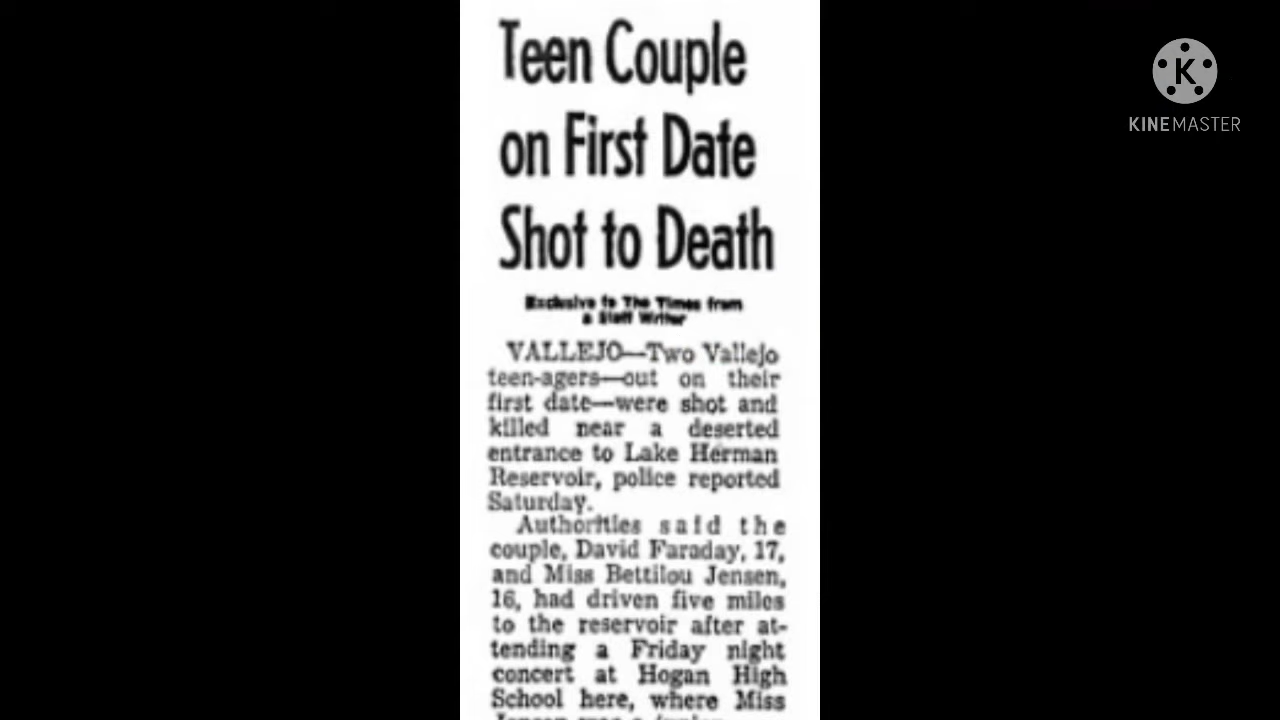 Teen Couple
on First Date
Shot to Death
Exclusive to The Times from
a Staff Writer
VALLEJO—Two Vallejo
teen-agers—out on their
first date—were shot and
killed near a deserted
entrance to Lake Herman
Reservoir, police reported
Saturday.
Authorities said the
couple, David Faraday, 17,
and Miss Bettilou Jensen,
16, had driven five miles
to the reservoir after at-
tending a Friday night
concert at Hogan High
School here, where Miss
K
KINEMASTER